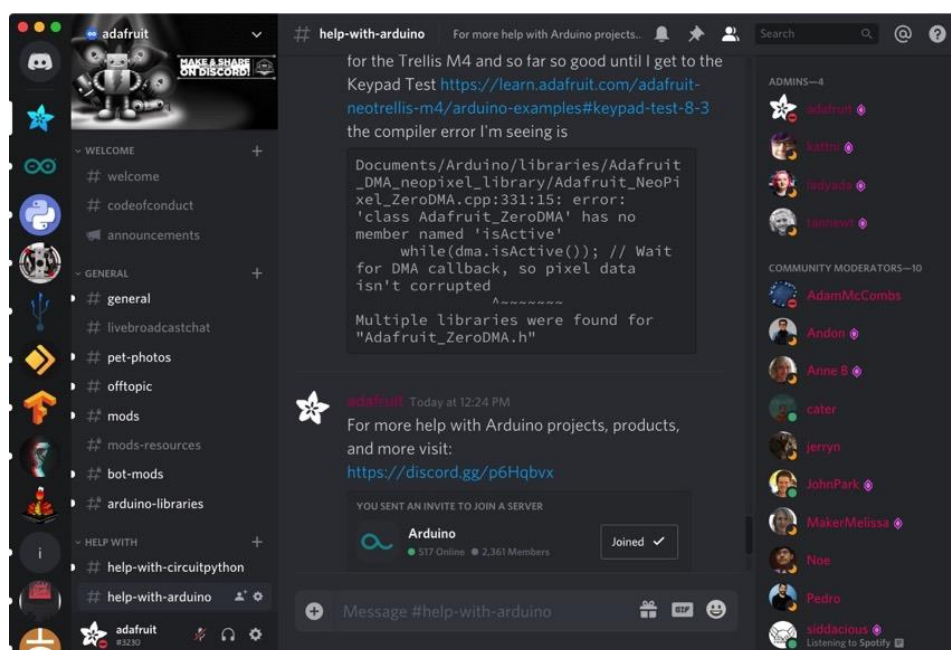 adafruit
MAKE & SHARE
ON DISCORD!
WELCOME
# welcome
# codeofconduct
announcements
GENERAL
# general
# livebroadcastchat
# pet-photos
# offtopic
# mods
# mods-resources
# bot-mods
# arduino-libraries
HELP WITH
# help-with-circuitpython
# help-with-arduino
adafruit
#3230
# help-with-arduino
For more help with Arduino projects..
Search
for the Trellis M4 and so far so good until I get to the
Keypad Test https://learn.adafruit.com/adafruit-
neotrellis-m4/arduino-examples#keypad-test-8-3
the compiler error I'm seeing is
Documents/Arduino/libraries/Adafruit
_DMA_neopixel_library/Adafruit_NeoPi
xel_ZeroDMA.cpp:331:15: error:
'class Adafruit_ZeroDMA' has no
member named 'isActive'
while(dma.isActive()); // Wait
for DMA callback, so pixel data
isn't corrupted
^~~~~~~~
Multiple libraries were found for
"Adafruit_ZeroDMA.h"
adafruit Today at 12:24 PM
For more help with Arduino projects, products,
and more visit:
https://discord.gg/p6Hqbvx
YOU SENT AN INVITE TO JOIN A SERVER
Arduino
517 Online 2,361 Members
Joined
Message #help-with-arduino
GIF
ADMINS—4
adafruit
kattni
ladyada
tannewt
COMMUNITY MODERATORS—10
AdamMcCombs
Andon
Anne B
cater
jerryn
JohnPark
MakerMelissa
Noe
Pedro
siddacious
Listening to Spotify